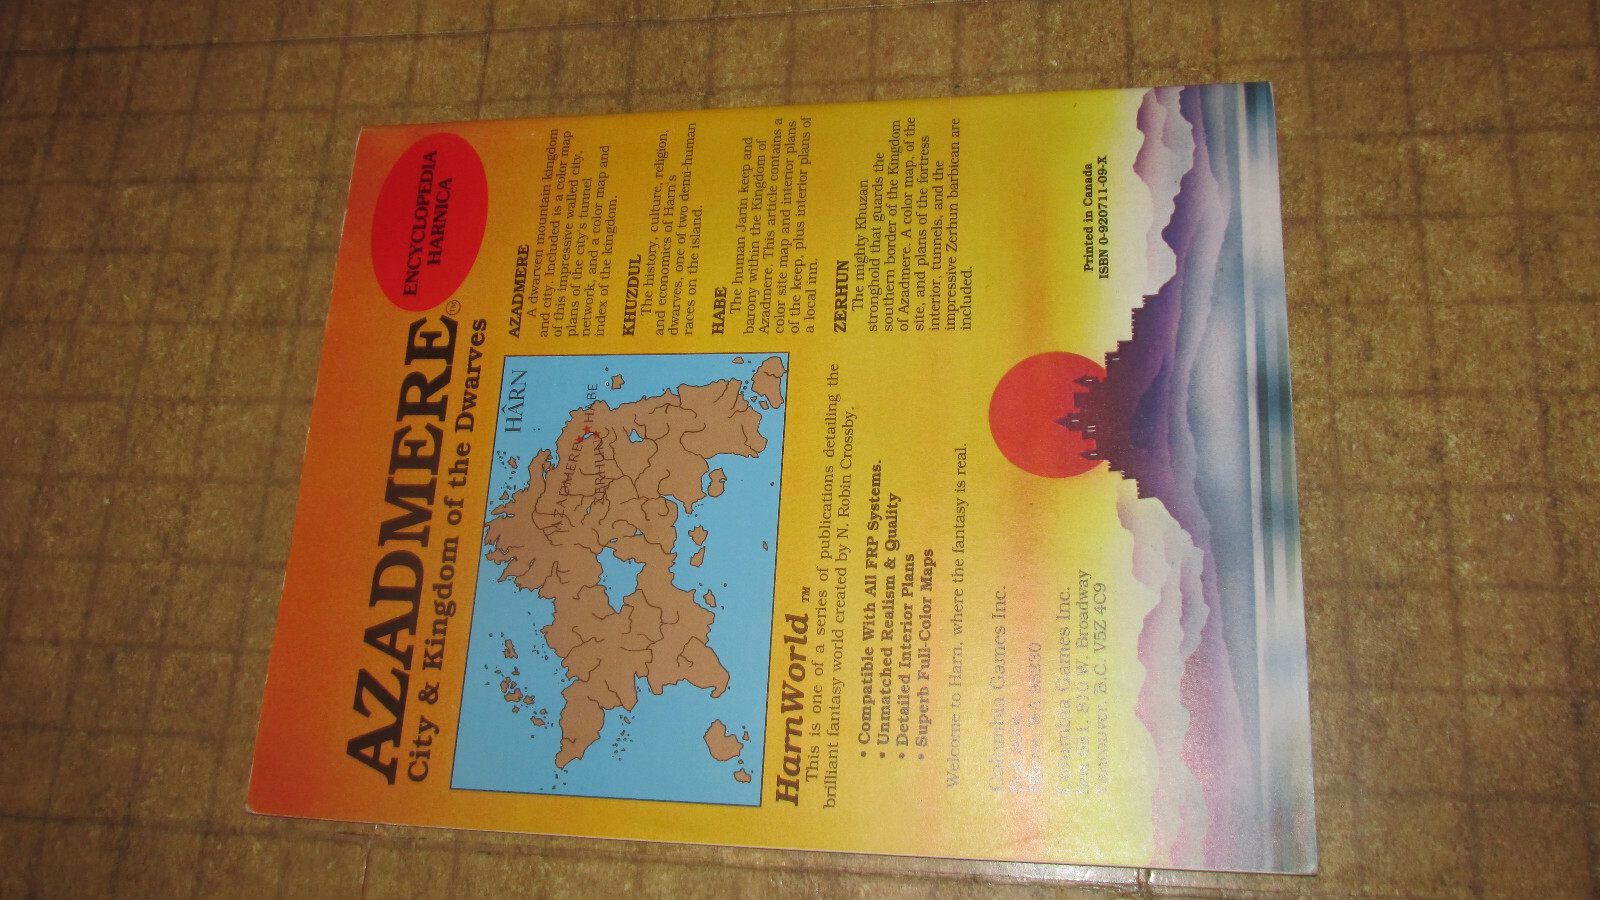 AZADMERE™
City & Kingdom of the Dwarves
ENCYCLOPEDIA
HARNICA
HÂRN
AZADMERE
HABE
ZERHUN
HarnWorld ™
This is one of a series of publications detailing the
brilliant fantasy world created by N. Robin Crossby.
• Compatible With All FRP Systems.
• Unmatched Realism & Quality
• Detailed Interior Plans
• Superb Full-Color Maps
Welcome to Harn, where the fantasy is real.
Columbia Games Inc.
98230
Columbia Games Inc.
W. Broadway
Vancouver, B.C. V5Z 4C9
AZADMERE
A dwarven mountain kingdom
and city. Included is a color map
of this impressive walled city,
plans of the city's tunnel
network, and a color map and
index of the kingdom.
KHUZDUL
The history, culture, religion,
and economics of Harn's
dwarves, one of two demi-human
races on the island.
HABE
The human Jarin keep and
barony within the Kingdom of
Azadmere. This article contains a
color site map and interior plans
of the keep, plus interior plans of
a local inn.
ZERHUN
The mighty Khuzan
stronghold that guards the
southern border of the Kingdom
of Azadmere. A color map, of the
site, and plans of the fortress
interior, tunnels, and the
impressive Zerhun barbican are
included.
Printed in Canada
ISBN 0-920711-09-X